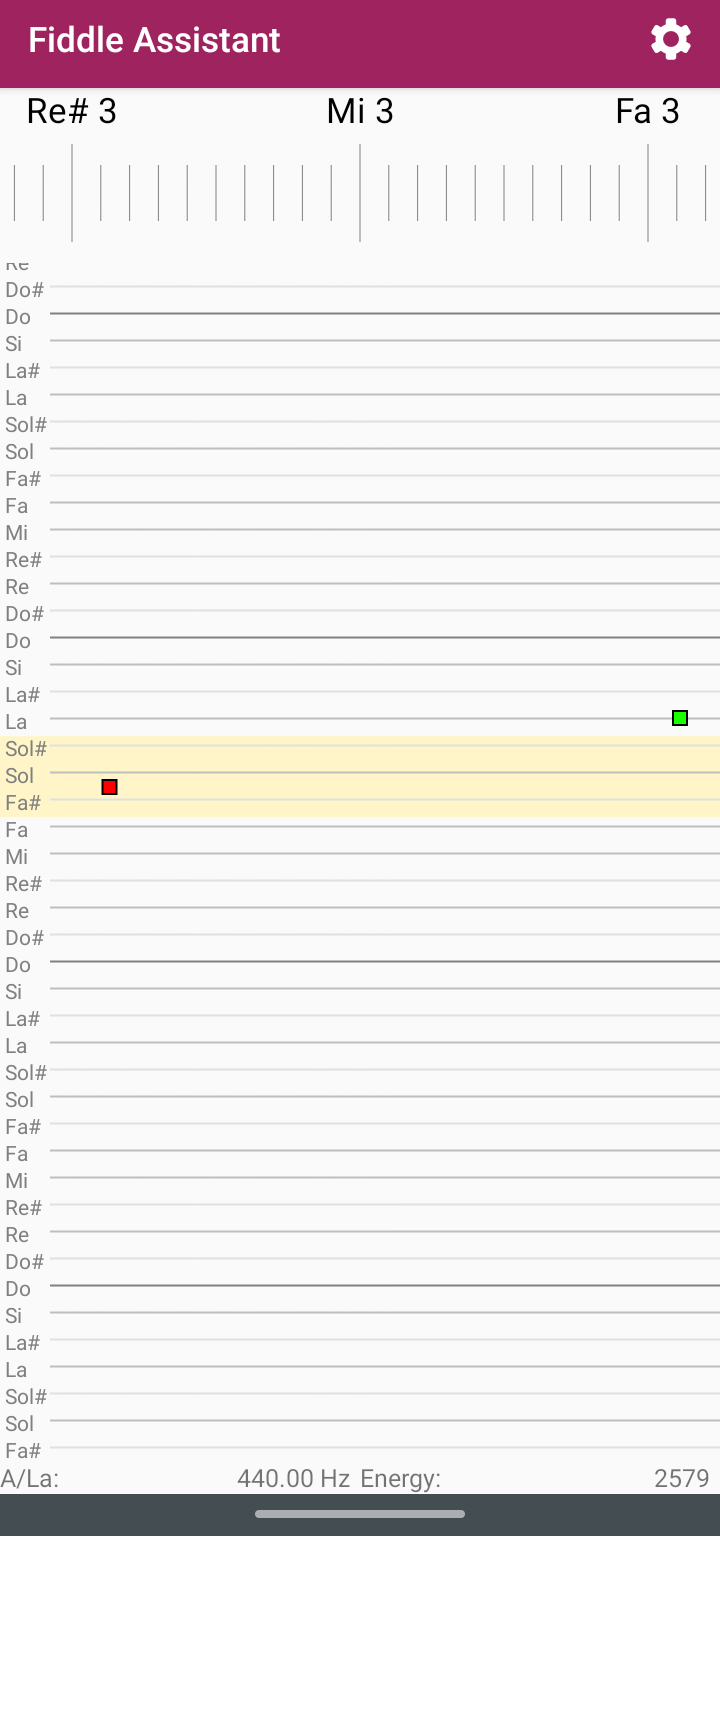 Fiddle Assistant
Re# 3 Mi 3 Fa 3
Re
Do#
Do
Si
La#
La
Sol#
Sol
Fa#
Fa
Mi
Re#
Re
Do#
Do
Si
La#
La
Sol#
Sol
Fa#
Fa
Mi
Re#
Re
Do#
Do
Si
La#
La
Sol#
Sol
Fa#
Fa
Mi
Re#
Re
Do#
Do
Si
La#
La
Sol#
Sol
Fa#
A/La: 440.00 Hz Energy: 2579